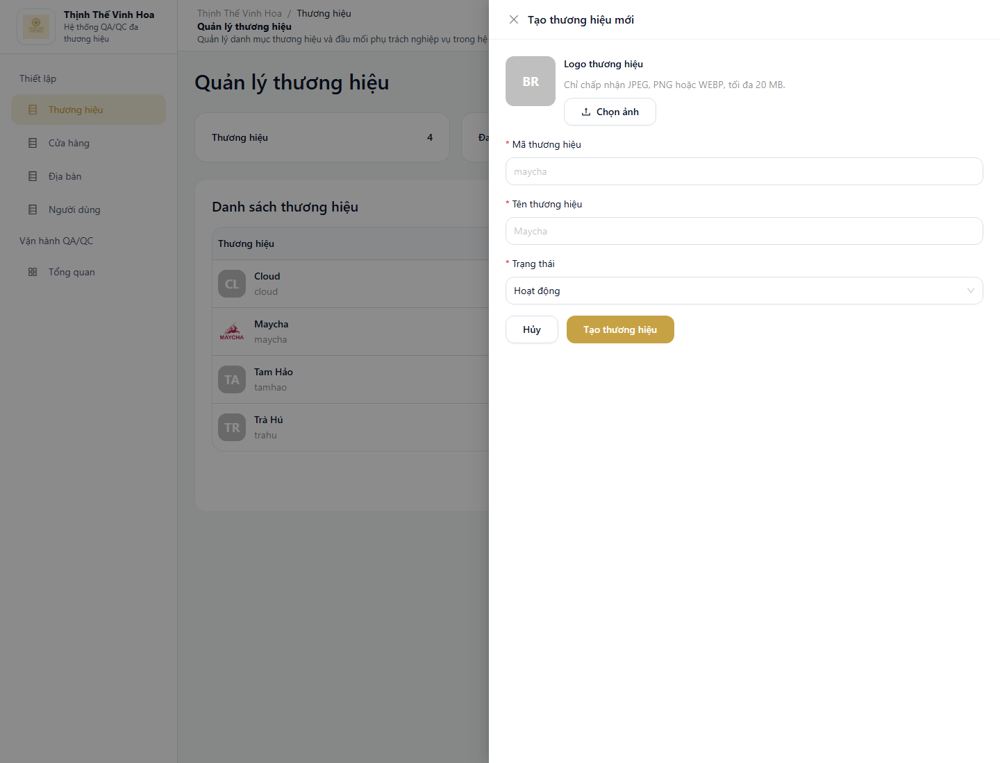 Thịnh Thế Vinh Hoa
Hệ thống QA/QC đa
thương hiệu
Thiết lập
Thương hiệu
Cửa hàng
Địa bàn
Người dùng
Vận hành QA/QC
Tổng quan
Thịnh Thế Vinh Hoa / Thương hiệu
Quản lý thương hiệu
Quản lý danh mục thương hiệu và đầu mối phụ trách nghiệp vụ trong hệ
Quản lý thương hiệu
Thương hiệu 4
Đa
Danh sách thương hiệu
Thương hiệu
CL
Cloud
cloud
MAYCHA
Maycha
maycha
TA
Tam Hảo
tamhao
TR
Trà Hú
trahu
Tạo thương hiệu mới
BR
Logo thương hiệu
Chỉ chấp nhận JPEG, PNG hoặc WEBP, tối đa 20 MB.
Chọn ảnh
* Mã thương hiệu
maycha
* Tên thương hiệu
Maycha
* Trạng thái
Hoạt động
Hủy
Tạo thương hiệu